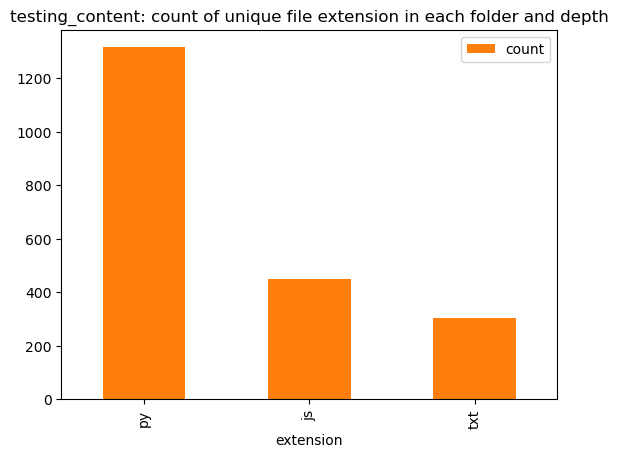 testing_content: count of unique file extension in each folder and depth
count
1200
1000
800
600
400
200
0
py
js
txt
extension